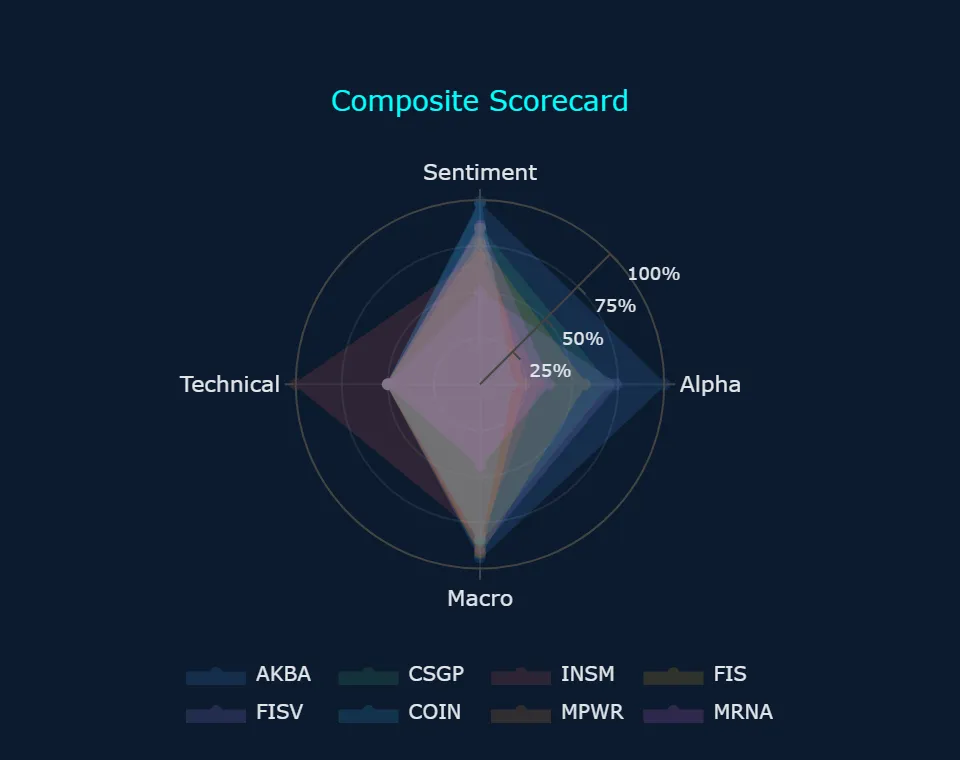 Composite Scorecard
Sentiment
100%
75%
50%
25%
Technical
Alpha
Macro
AKBA CSGP INSM FIS
FISV COIN MPWR MRNA